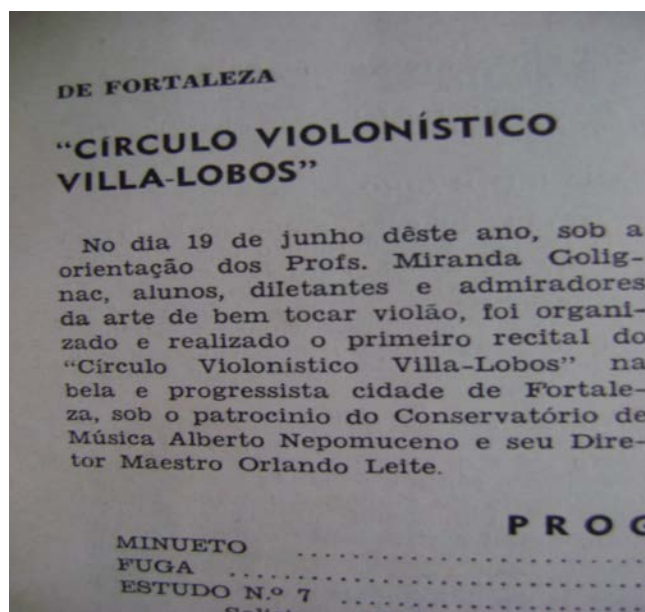 DE FORTALEZA
"CÍRCULO VIOLONÍSTICO
VILLA-LOBOS"
No dia 19 de junho dêste ano, sob a
orientação dos Profs. Miranda Golig-
nac, alunos, diletantes e admiradores
da arte de bem tocar violão, foi organi-
zado e realizado o primeiro recital do
"Círculo Violonístico Villa-Lobos" na
bela e progressista cidade de Fortale-
za, sob o patrocinio do Conservatório de
Música Alberto Nepomuceno e seu Dire-
tor Maestro Orlando Leite.
PROG
MINUETO ....................
FUGA ....................
ESTUDO N.º 7 ....................